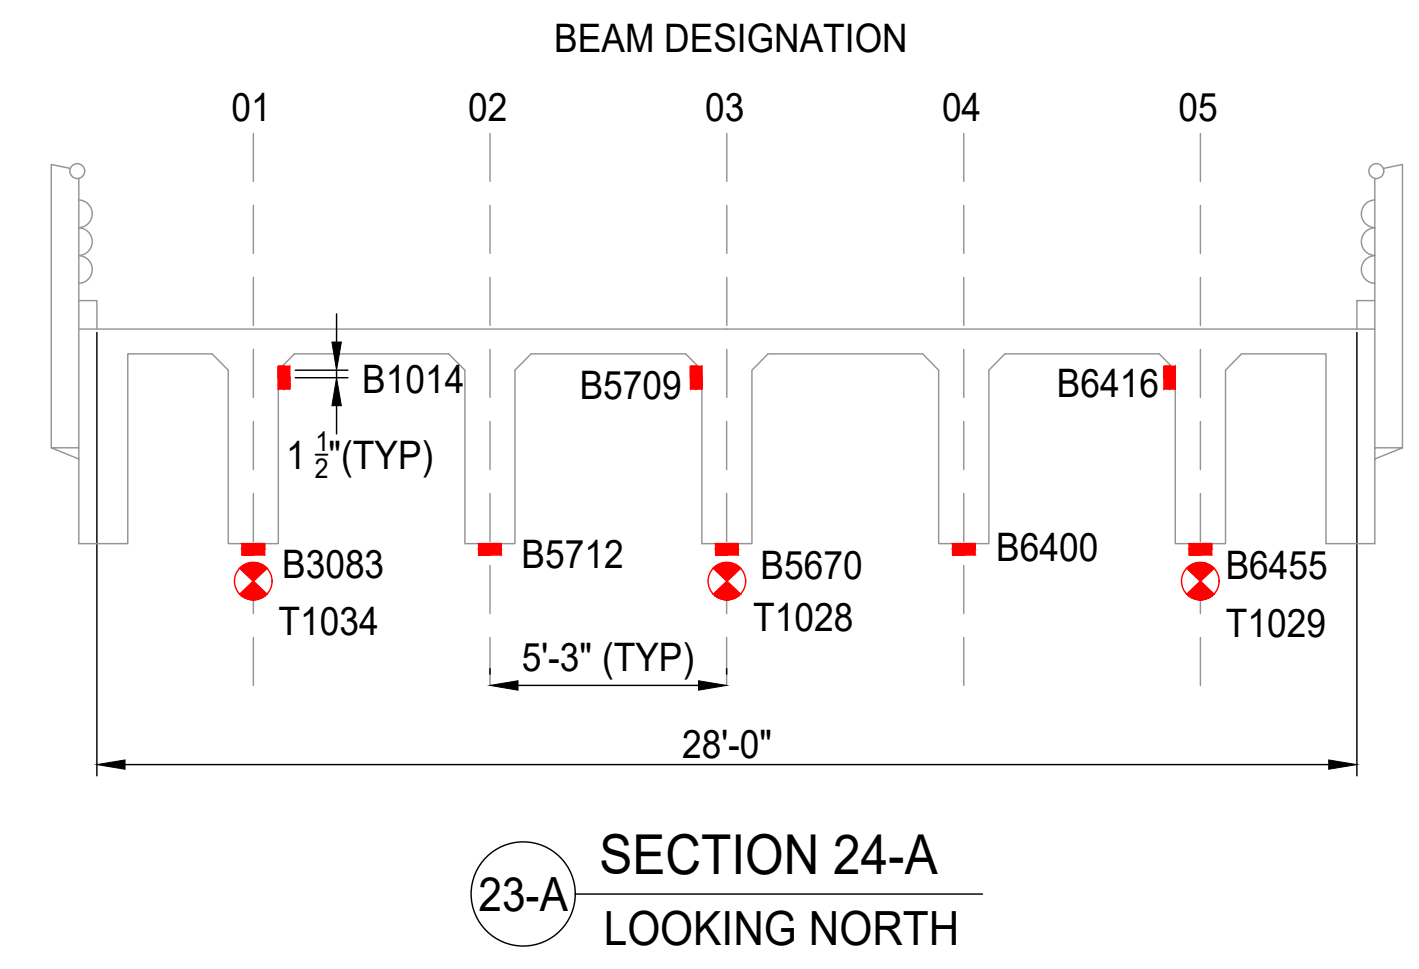 BEAM DESIGNATION
01 02 03 04 05
B1014 B5709 B6416
1 1/2"(TYP)
B3083 B5712 B5670 B6400 B6455
T1034 T1028 T1029
5'-3" (TYP)
28'-0"
23-A
SECTION 24-A
LOOKING NORTH